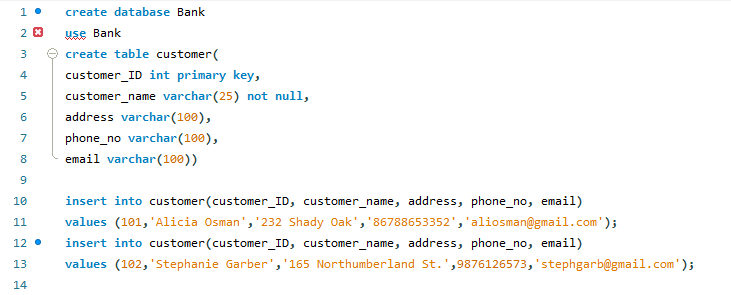 1 create database Bank
2 use Bank
3 create table customer(
4 customer_ID int primary key,
5 customer_name varchar(25) not null,
6 address varchar(100),
7 phone_no varchar(100),
8 email varchar(100))
9
10 insert into customer(customer_ID, customer_name, address, phone_no, email)
11 values (101,'Alicia Osman','232 Shady Oak','86788653352','aliosman@gmail.com');
12 insert into customer(customer_ID, customer_name, address, phone_no, email)
13 values (102,'Stephanie Garber','165 Northumberland St.',9876126573,'stephgarb@gmail.com');
14